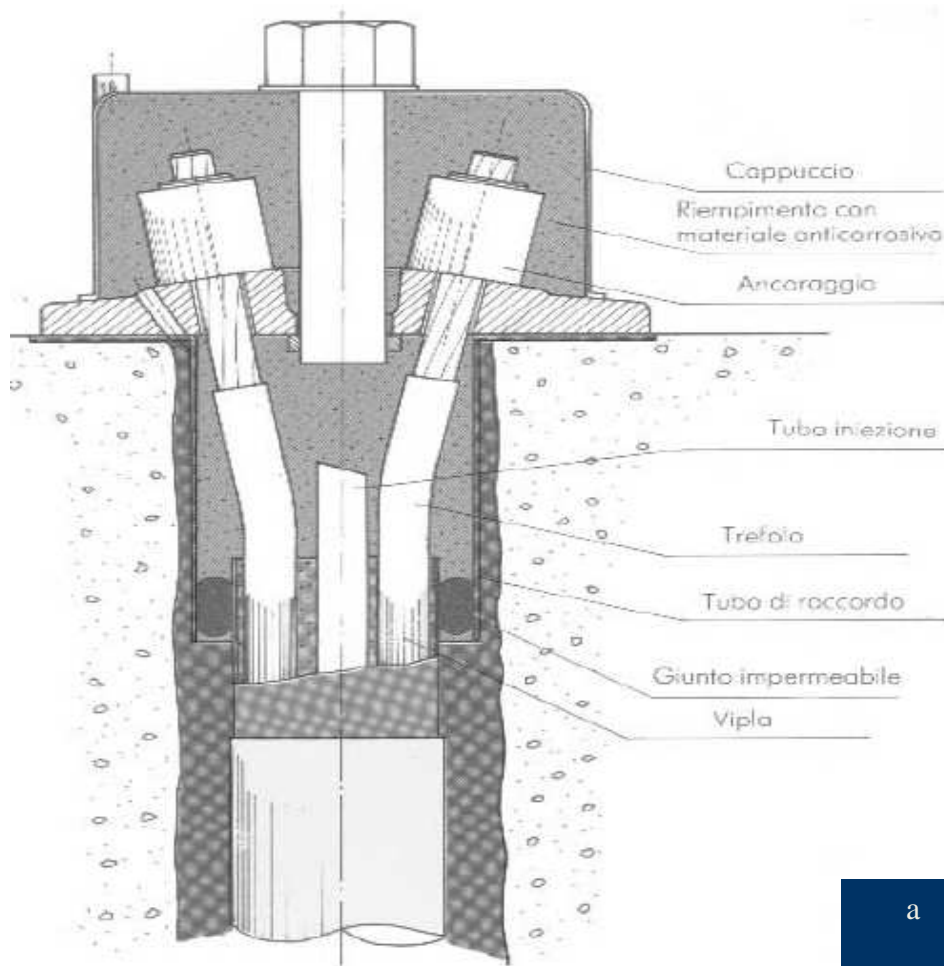 Cappuccio
Riempimento con
materiale anticorrosivo
Ancoraggio
Tubo iniezione
Trefolo
Tubo di raccordo
Giunto impermeabile
Vipla
a